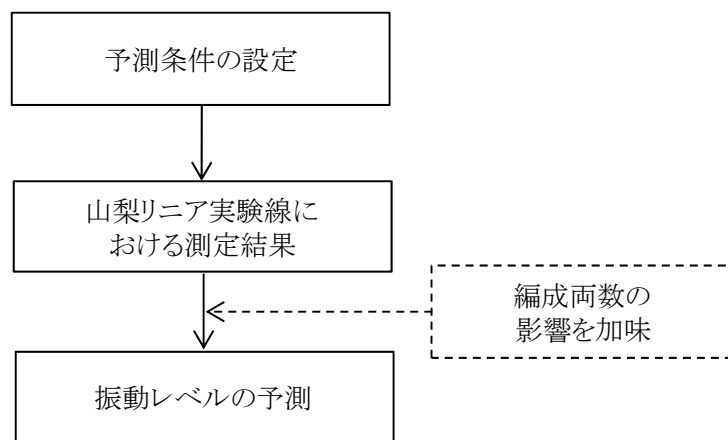 予測条件の設定
山梨リニア実験線に
おける測定結果
編成両数の
影響を加味
振動レベルの予測